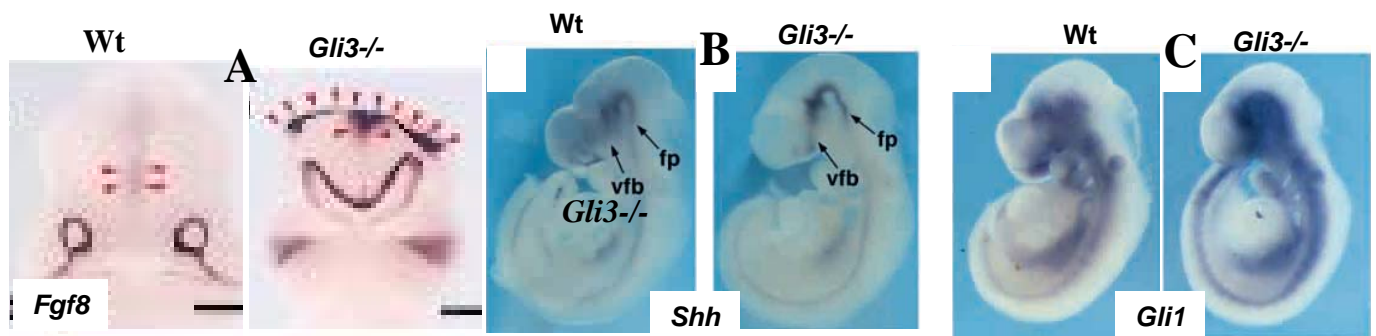 Wt
A
Gli3-/-
Fgf8
Wt
B
Gli3-/-
fp
vfb
Gli3-/-
fp
vfb
Shh
Wt
C
Gli3-/-
Gli1